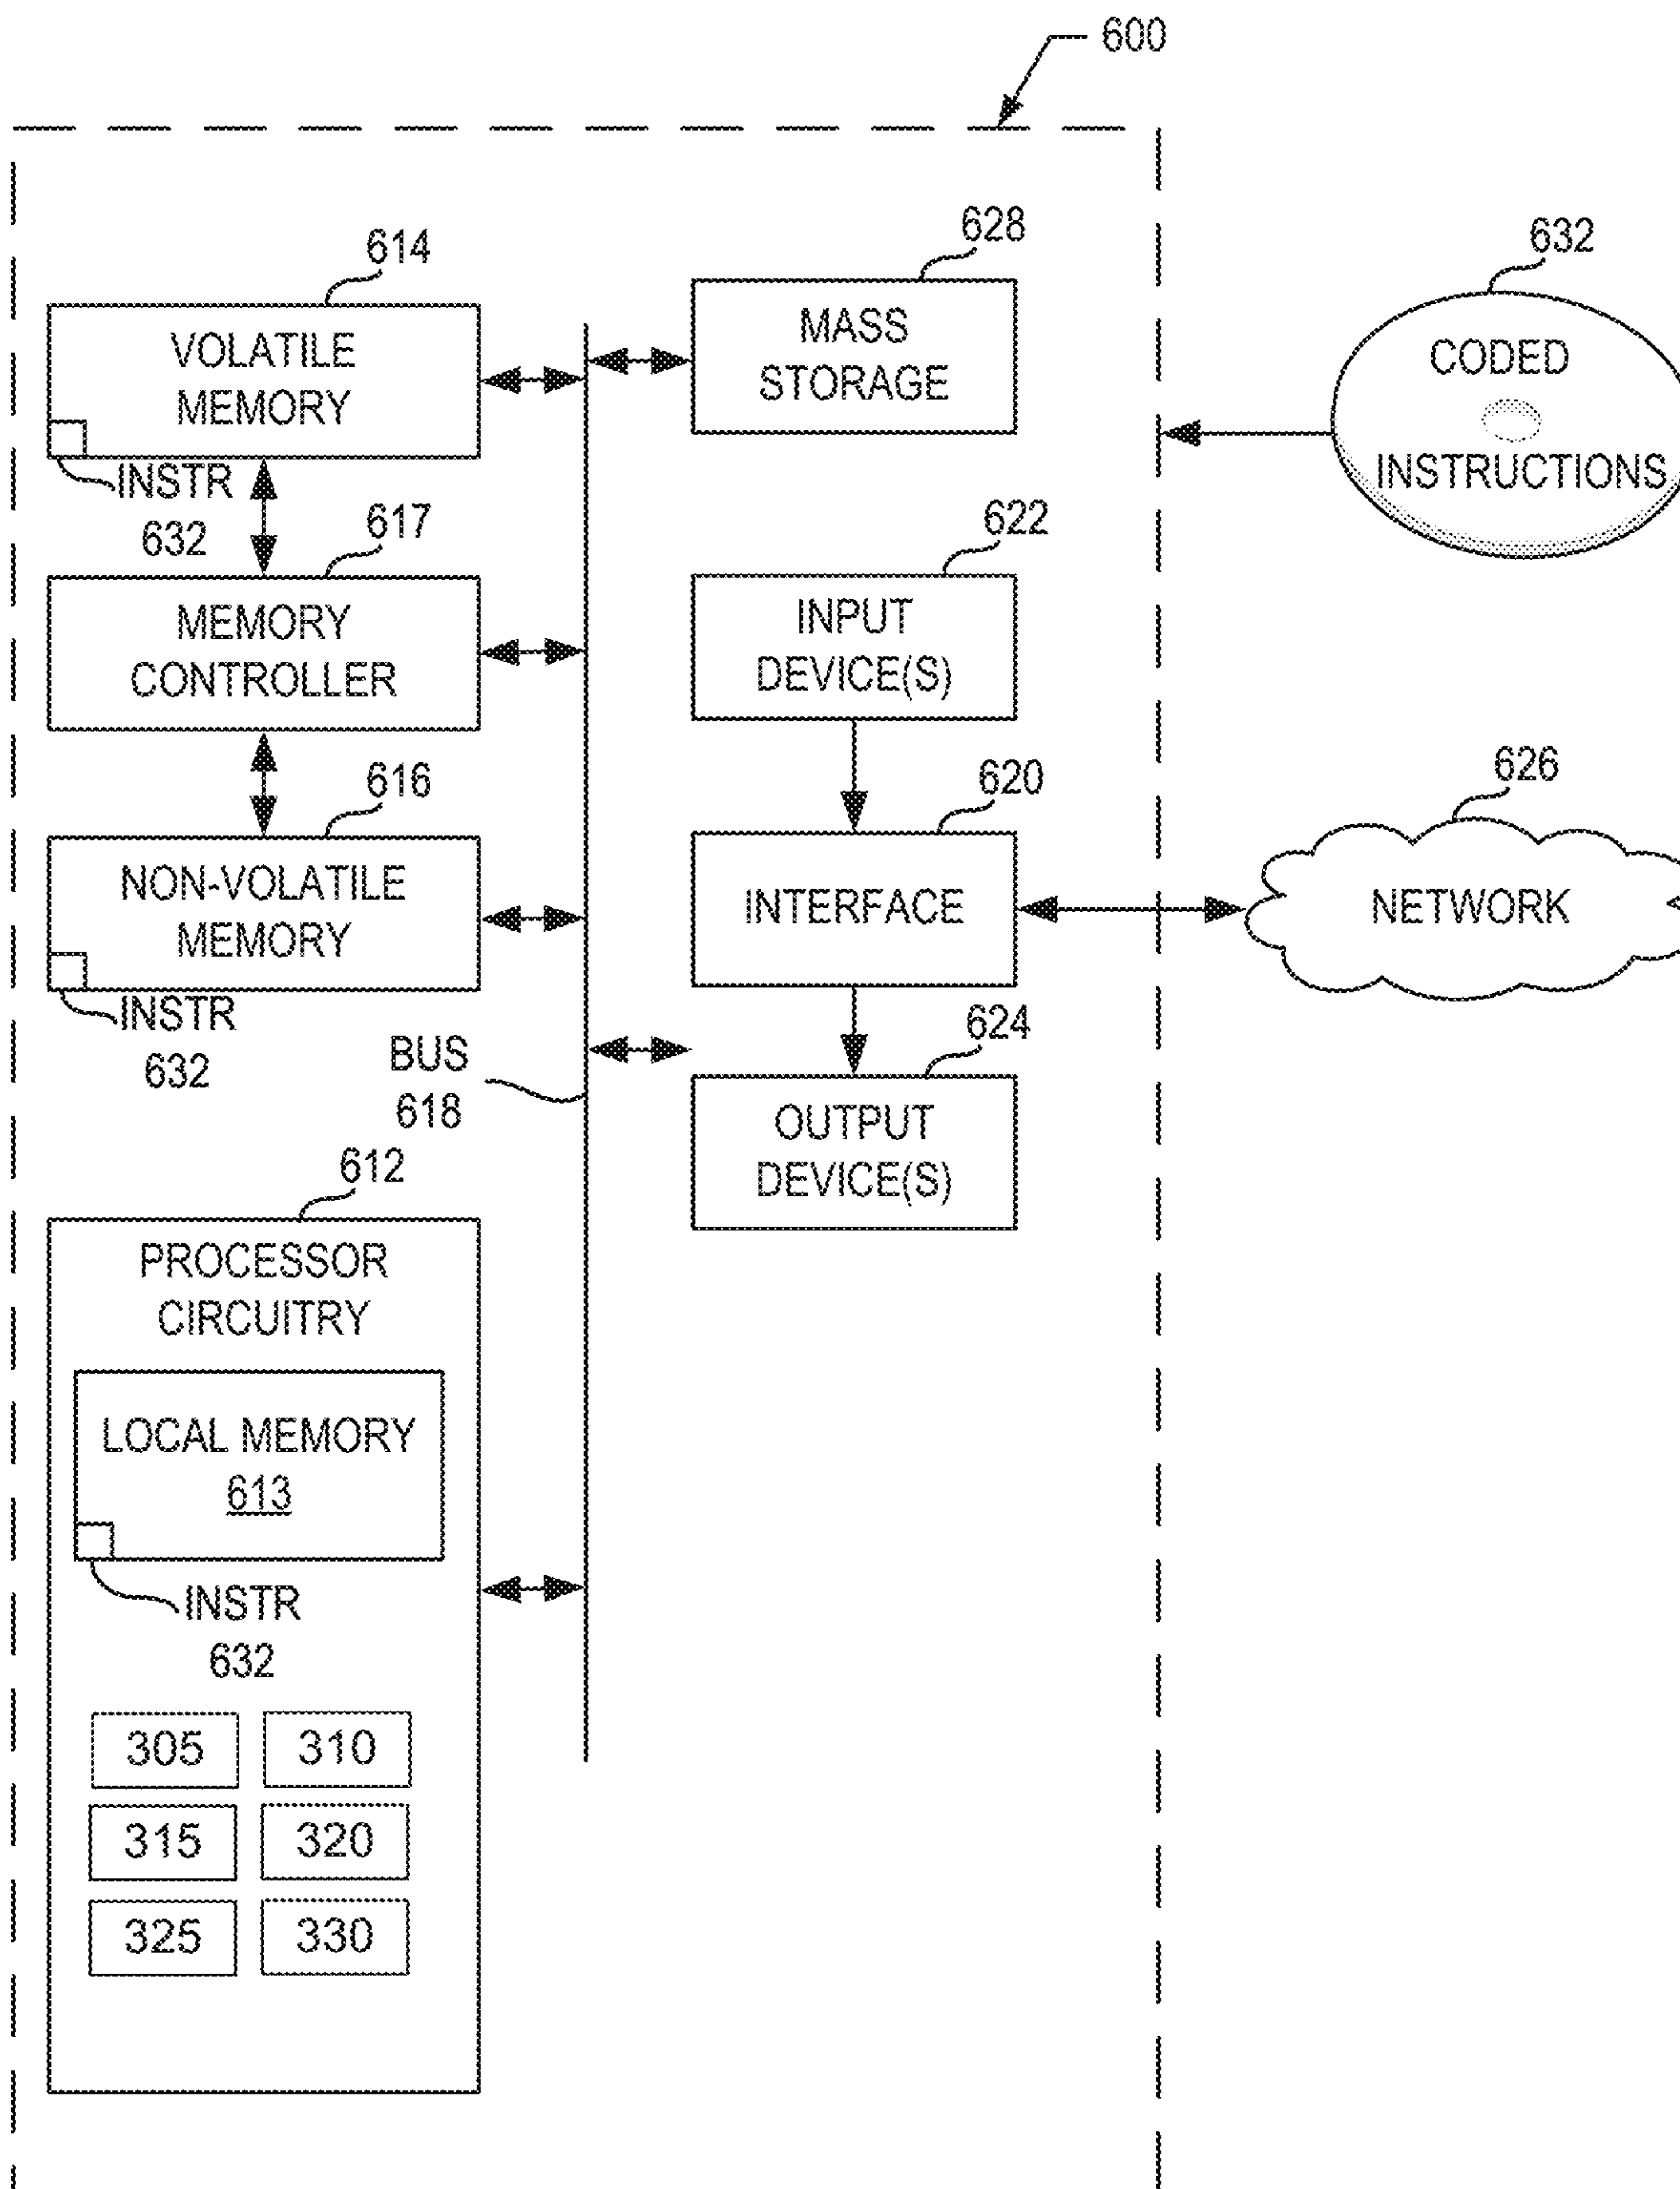 600
614
VOLATILE
MEMORY
INSTR
632
617
MEMORY
CONTROLLER
616
NON-VOLATILE
MEMORY
INSTR
632
BUS
618
612
PROCESSOR
CIRCUITRY
LOCAL MEMORY
613
INSTR
632
305
310
315
320
325
330
628
MASS
STORAGE
622
INPUT
DEVICE(S)
620
INTERFACE
624
OUTPUT
DEVICE(S)
632
CODED
INSTRUCTIONS
626
NETWORK